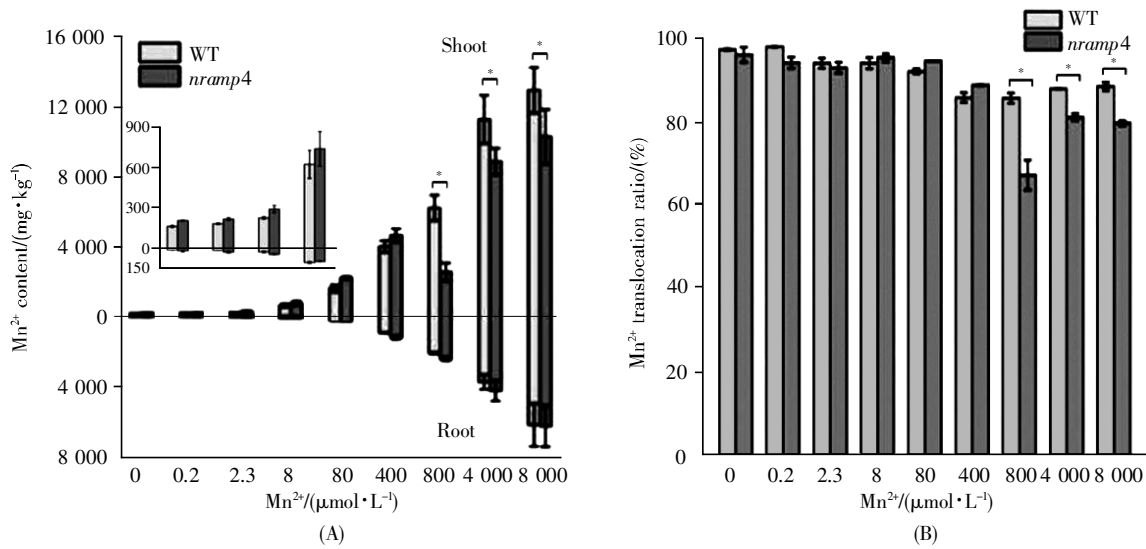 16 000
12 000
8 000
4 000
0
4 000
8 000
Mn²⁺ content/(mg·kg⁻¹)
WT
nramp4
900
600
300
0
150
Shoot
Root
*
*
*
0 0.2 2.3 8 80 400 800 4 000 8 000
Mn²⁺/(μmol·L⁻¹)
(A)
100
80
60
40
20
0
Mn²⁺ translocation ratio/(%)
WT
nramp4
*
*
*
0 0.2 2.3 8 80 400 800 4 000 8 000
Mn²⁺/(μmol·L⁻¹)
(B)